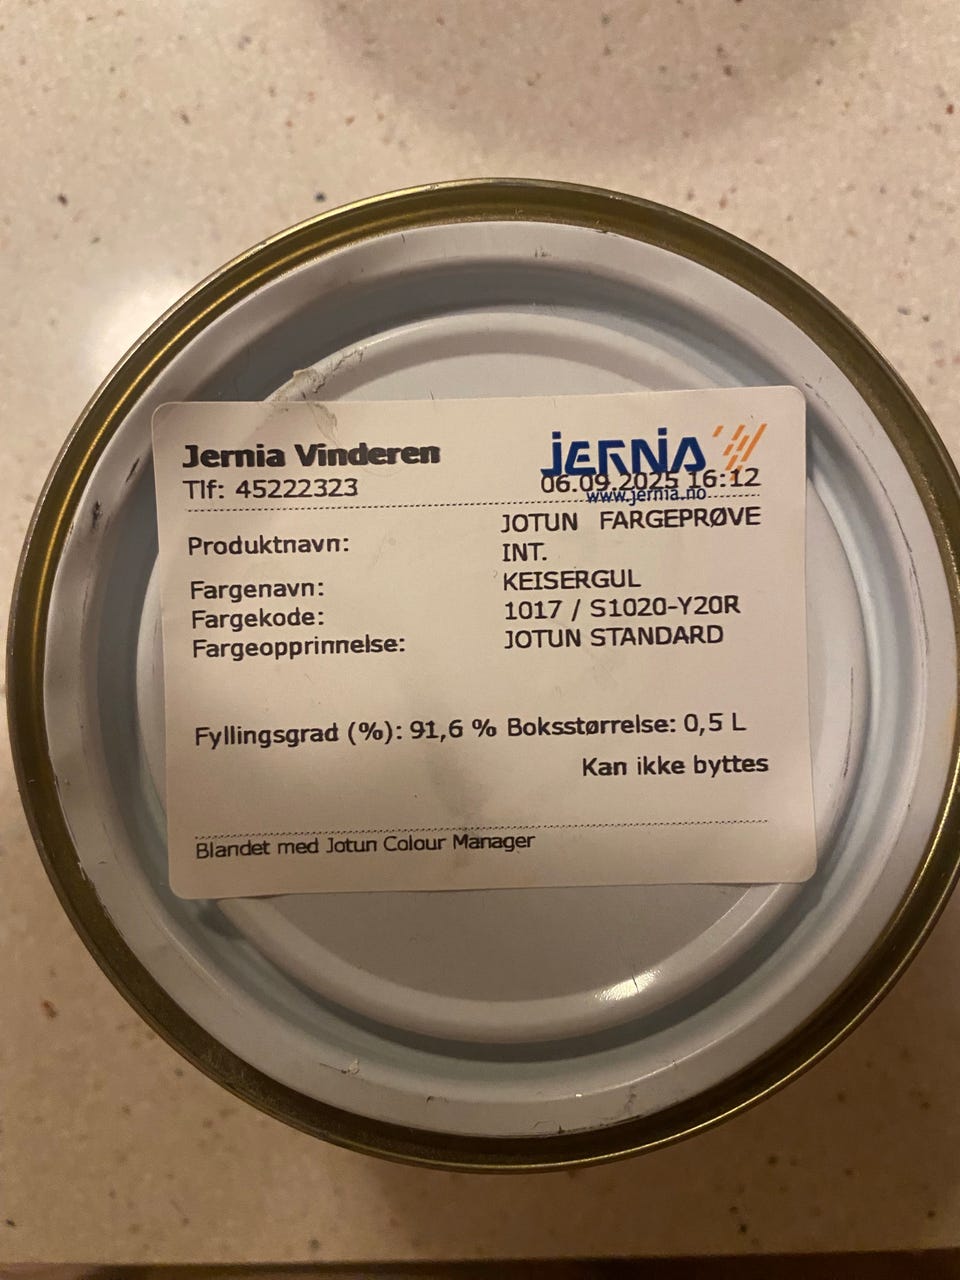 Jernia Vinderen
JERNIA
Tlf: 45222323
06.09.2025 16:12
www.jernia.no
Produktnavn: JOTUN FARGEPRØVE
INT.
Fargenavn: KEISERGUL
Fargekode: 1017 / S1020-Y20R
Fargeopprinnelse: JOTUN STANDARD
Fyllingsgrad (%): 91,6 % Boksstørrelse: 0,5 L
Kan ikke byttes
Blandet med Jotun Colour Manager